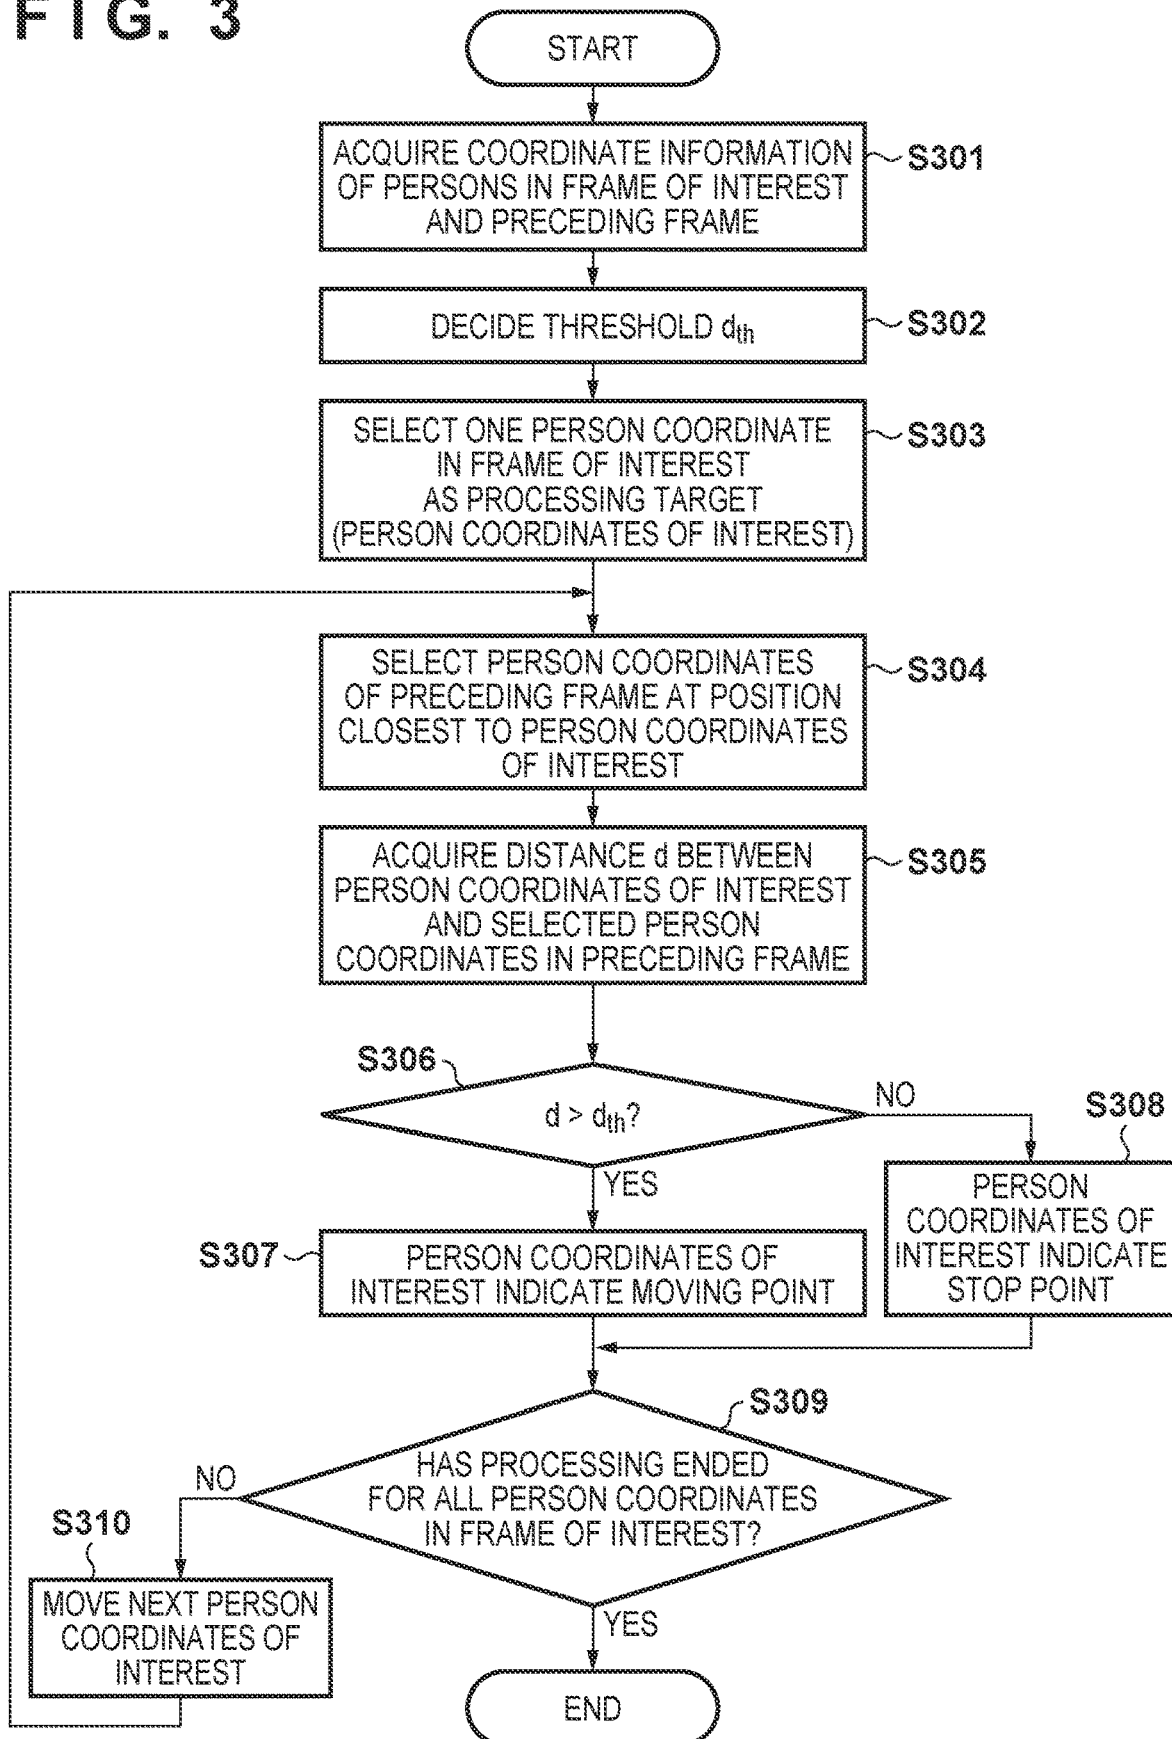 FIG. 3
START
ACQUIRE COORDINATE INFORMATION
OF PERSONS IN FRAME OF INTEREST
AND PRECEDING FRAME
S301
DECIDE THRESHOLD dth
S302
SELECT ONE PERSON COORDINATE
IN FRAME OF INTEREST
AS PROCESSING TARGET
(PERSON COORDINATES OF INTEREST)
S303
SELECT PERSON COORDINATES
OF PRECEDING FRAME AT POSITION
CLOSEST TO PERSON COORDINATES
OF INTEREST
S304
ACQUIRE DISTANCE d BETWEEN
PERSON COORDINATES OF INTEREST
AND SELECTED PERSON
COORDINATES IN PRECEDING FRAME
S305
S306
d > dth?
NO
YES
S308
PERSON
COORDINATES OF
INTEREST INDICATE
STOP POINT
S307
PERSON COORDINATES OF
INTEREST INDICATE MOVING POINT
S309
HAS PROCESSING ENDED
FOR ALL PERSON COORDINATES
IN FRAME OF INTEREST?
NO
YES
S310
MOVE NEXT PERSON
COORDINATES OF
INTEREST
END